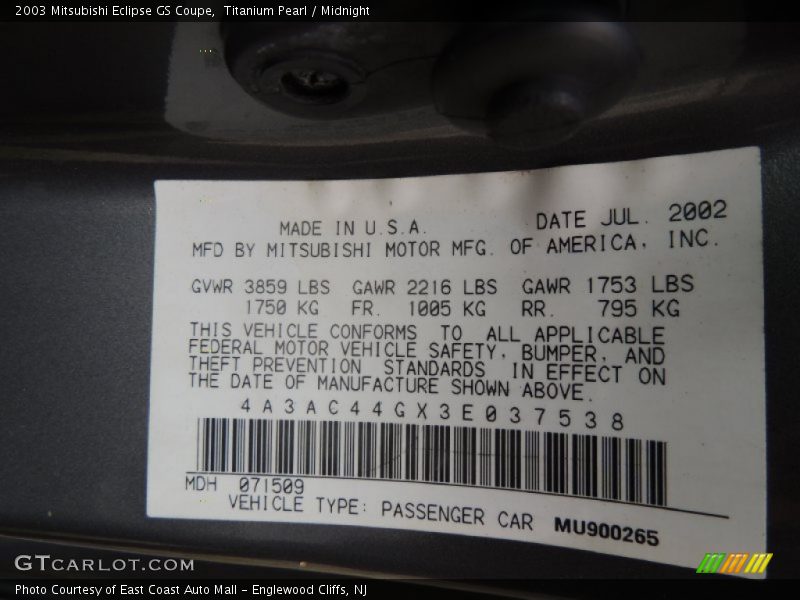 2003 Mitsubishi Eclipse GS Coupe,  Titanium Pearl / Midnight
MADE IN U.S.A.  DATE JUL. 2002
MFD BY MITSUBISHI MOTOR MFG. OF AMERICA, INC.
GVWR 3859 LBS  GAWR 2216 LBS  GAWR 1753 LBS
1750 KG  FR.  1005 KG  RR.  795 KG
THIS VEHICLE CONFORMS TO ALL APPLICABLE
FEDERAL MOTOR VEHICLE SAFETY, BUMPER, AND
THEFT PREVENTION STANDARDS IN EFFECT ON
THE DATE OF MANUFACTURE SHOWN ABOVE.
4A3AC44GX3E037538
MDH 071509
VEHICLE TYPE: PASSENGER CAR MU900265
GTCARLOT.COM
Photo Courtesy of East Coast Auto Mall - Englewood Cliffs, NJ